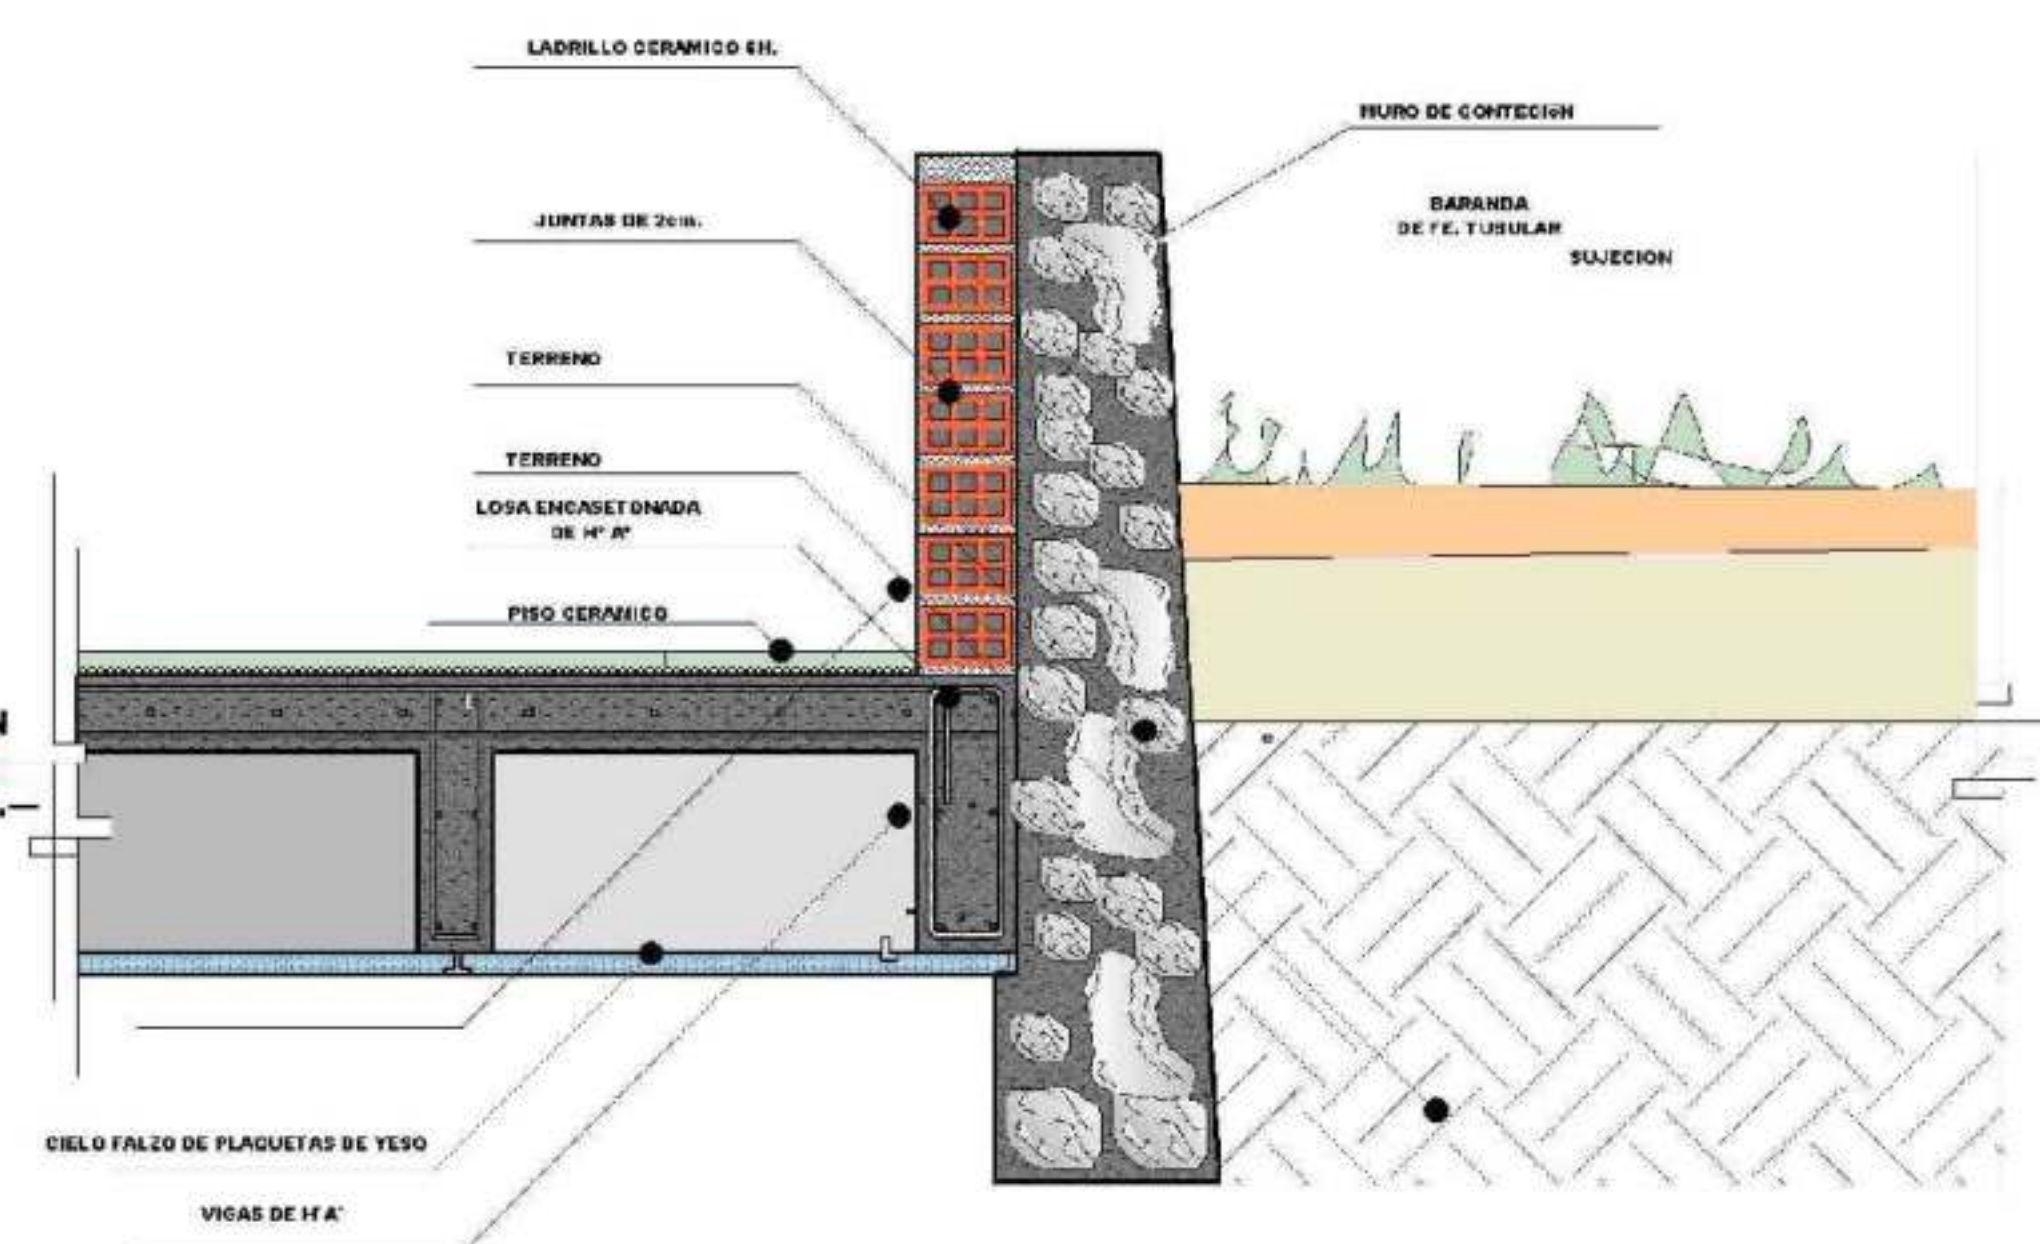 LADRILLO CERAMICO 6H.
MURO DE CONTECIóN
BARANDA
DE FE. TUBULAR
SUJECION
JUNTAS DE 2cm.
TERRENO
TERRENO
LOSA ENCASETONADA
DE H° A°
PISO CERAMICO
CIELO FALZO DE PLAQUETAS DE YESO
VIGAS DE H°A°